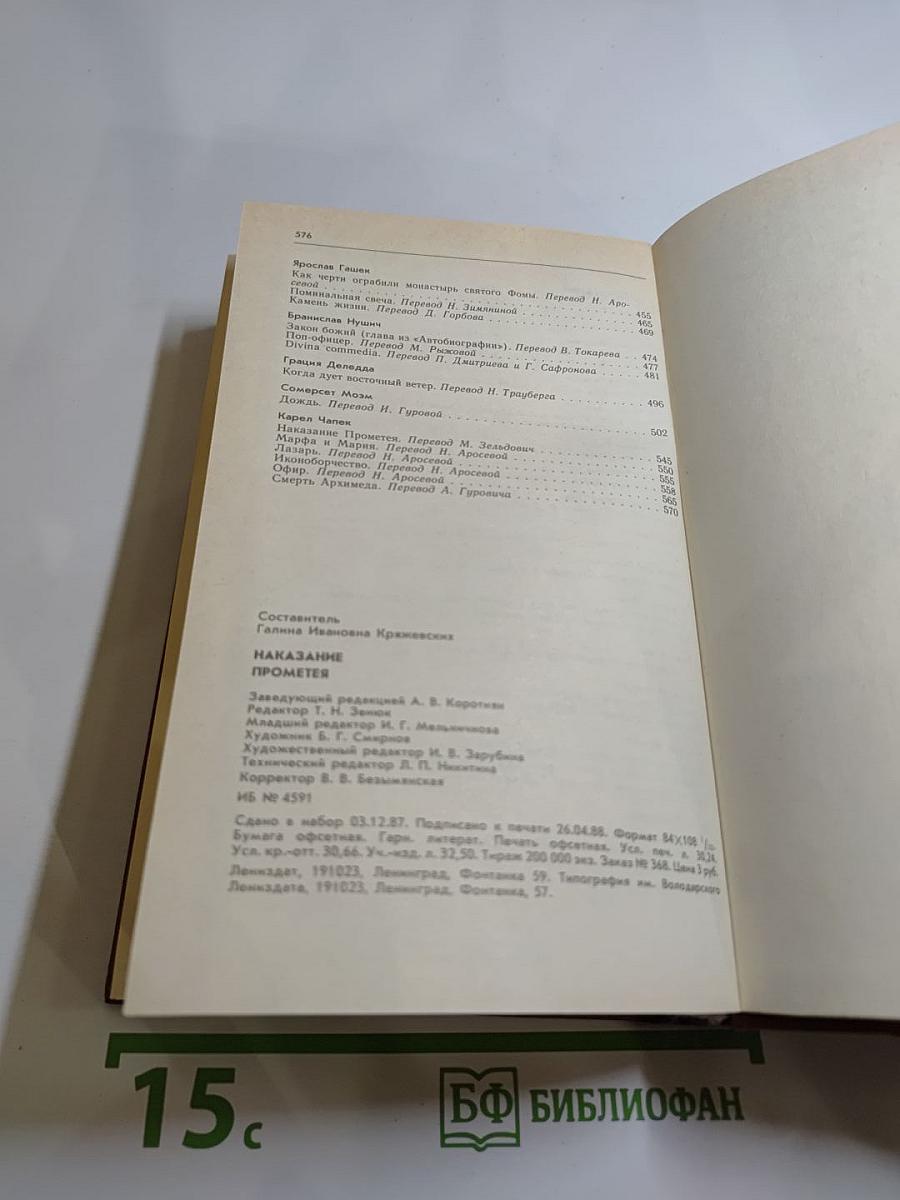 576
Ярослав Гашек
Как черти ограбили монастырь святого Фомы. Перевод Н. Аро-
севой . . . . . . . . . . . . . . . . . . . . 455
Поминальная свеча. Перевод Н. Зимяниной . . . . . . 465
Камень жизни. Перевод Д. Горбова . . . . . . . . . 469
Бранислав Нушич
Закон божий (глава из «Автобиографии»). Перевод В. Токарева . . 474
Поп-офицер. Перевод М. Рыжовой . . . . . . . . . 477
Divina commedia. Перевод П. Дмитриева и Г. Сафронова . . . . 481
Грация Деледда
Когда дует восточный ветер. Перевод Н. Трауберга . . . . . . 496
Сомерсет Моэм
Дождь. Перевод И. Гуровой . . . . . . . . . . . 502
Карел Чапек
Наказание Прометея. Перевод М. Зельдович . . . . . . . 545
Марфа и Мария. Перевод Н. Аросевой . . . . . . . . 550
Лазарь. Перевод Н. Аросевой . . . . . . . . . . . 555
Иконоборчество. Перевод Н. Аросевой . . . . . . . . 558
Офир. Перевод Н. Аросевой . . . . . . . . . . . 565
Смерть Архимеда. Перевод А. Гуровича . . . . . . . . 570
Составитель
Галина Ивановна Кряжевских
НАКАЗАНИЕ
ПРОМЕТЕЯ
Заведующий редакцией А. В. Коротнян
Редактор Т. Н. Зенюк
Младший редактор И. Г. Мельничнова
Художник Б. Г. Смирнов
Художественный редактор И. В. Зарубина
Технический редактор Л. П. Никитина
Корректор В. В. Безымянская
ИБ № 4591
Сдано в набор 03.12.87. Подписано к печати 26.04.88. Формат 84×108
Бумага офсетная. Гарн. литерат. Печать офсетная. Усл. печ. л. 30,24.
Усл. кр.-отт. 30,66. Уч.-изд. л. 32,50. Тираж 200 000 экз. Заказ № 368. Цена 3 руб.
Лениздат, 191023, Ленинград, Фонтанка 59. Типография им. Володарского
Лениздата, 191023, Ленинград, Фонтанка, 57.
15 с
БФ БИБЛИОФАН